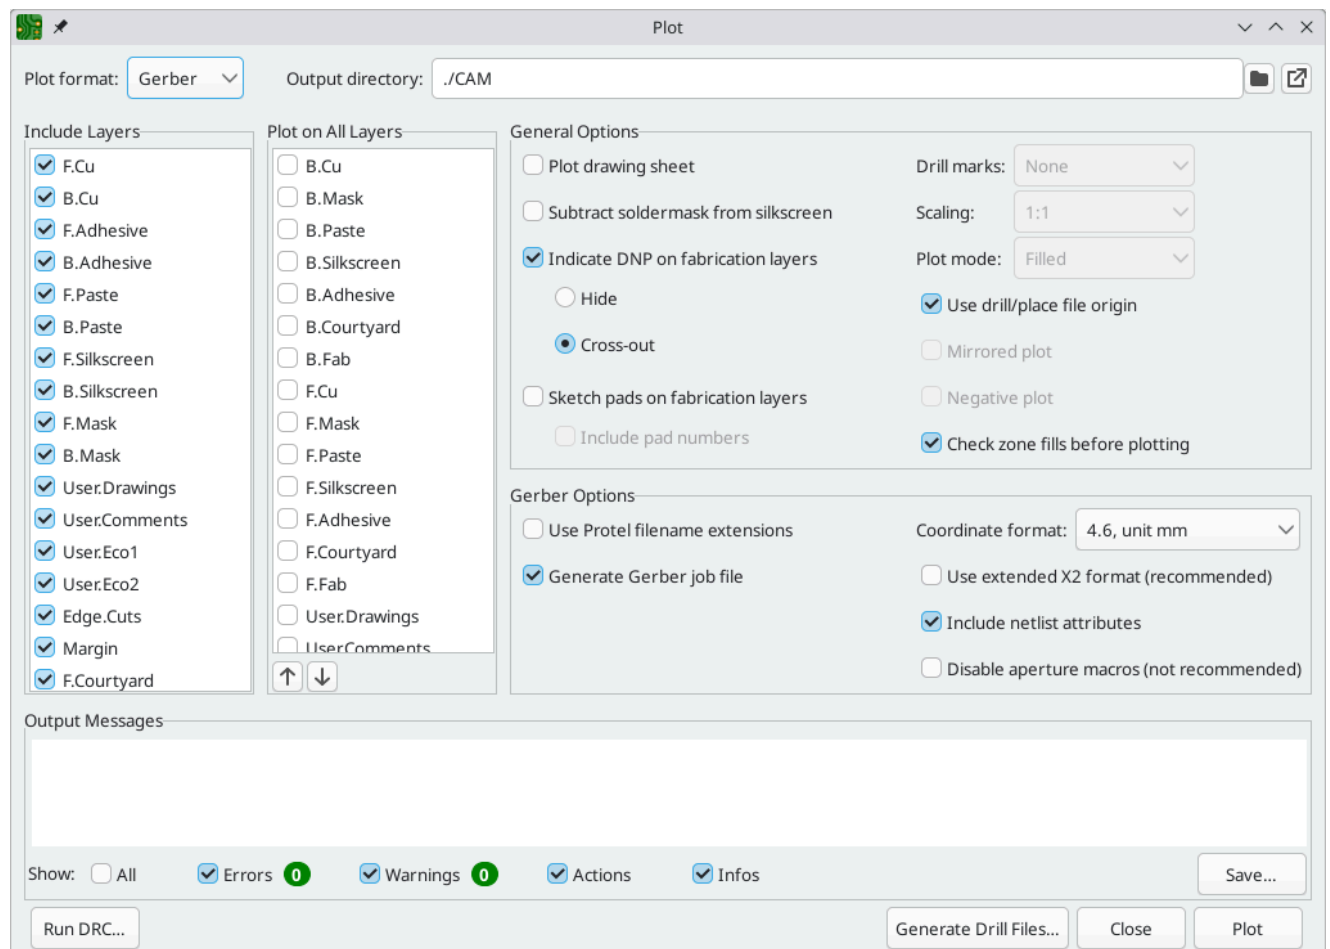 Plot
Plot format: Gerber
Output directory: ./CAM
Include Layers
F.Cu
B.Cu
F.Adhesive
B.Adhesive
F.Paste
B.Paste
F.Silkscreen
B.Silkscreen
F.Mask
B.Mask
User.Drawings
User.Comments
User.Eco1
User.Eco2
Edge.Cuts
Margin
F.Courtyard
Plot on All Layers
B.Cu
B.Mask
B.Paste
B.Silkscreen
B.Adhesive
B.Courtyard
B.Fab
F.Cu
F.Mask
F.Paste
F.Silkscreen
F.Adhesive
F.Courtyard
F.Fab
User.Drawings
User.Comments
General Options
Plot drawing sheet
Subtract soldermask from silkscreen
Indicate DNP on fabrication layers
Hide
Cross-out
Sketch pads on fabrication layers
Include pad numbers
Drill marks: None
Scaling: 1:1
Plot mode: Filled
Use drill/place file origin
Mirrored plot
Negative plot
Check zone fills before plotting
Gerber Options
Use Protel filename extensions
Generate Gerber job file
Coordinate format: 4.6, unit mm
Use extended X2 format (recommended)
Include netlist attributes
Disable aperture macros (not recommended)
Output Messages
Show: All Errors 0 Warnings 0 Actions Infos Save...
Run DRC... Generate Drill Files... Close Plot